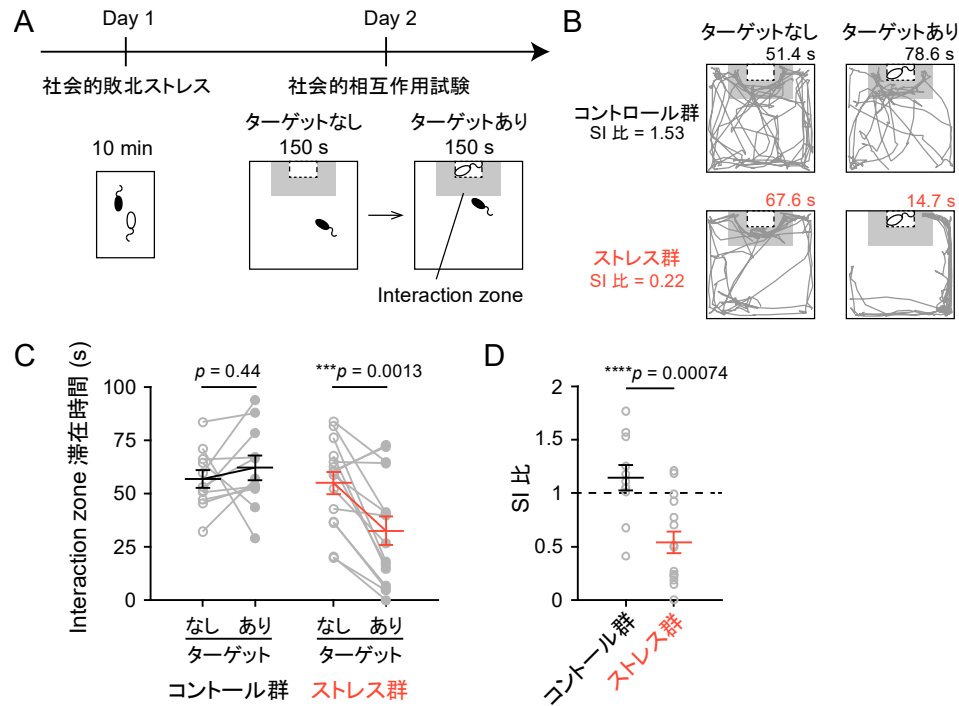 A
Day 1
Day 2
社会的敗北ストレス
社会的相互作用試験
10 min
ターゲットなし
150 s
ターゲットあり
150 s
Interaction zone
B
ターゲットなし
ターゲットあり
51.4 s
78.6 s
コントロール群
SI 比 = 1.53
67.6 s
14.7 s
ストレス群
SI 比 = 0.22
C
Interaction zone 滞在時間 (s)
p = 0.44
***p = 0.0013
100
75
50
25
0
なし あり
なし あり
ターゲット
ターゲット
コントール群
ストレス群
D
****p = 0.00074
SI 比
2
1.5
1
0.5
0
コントロール群
ストレス群